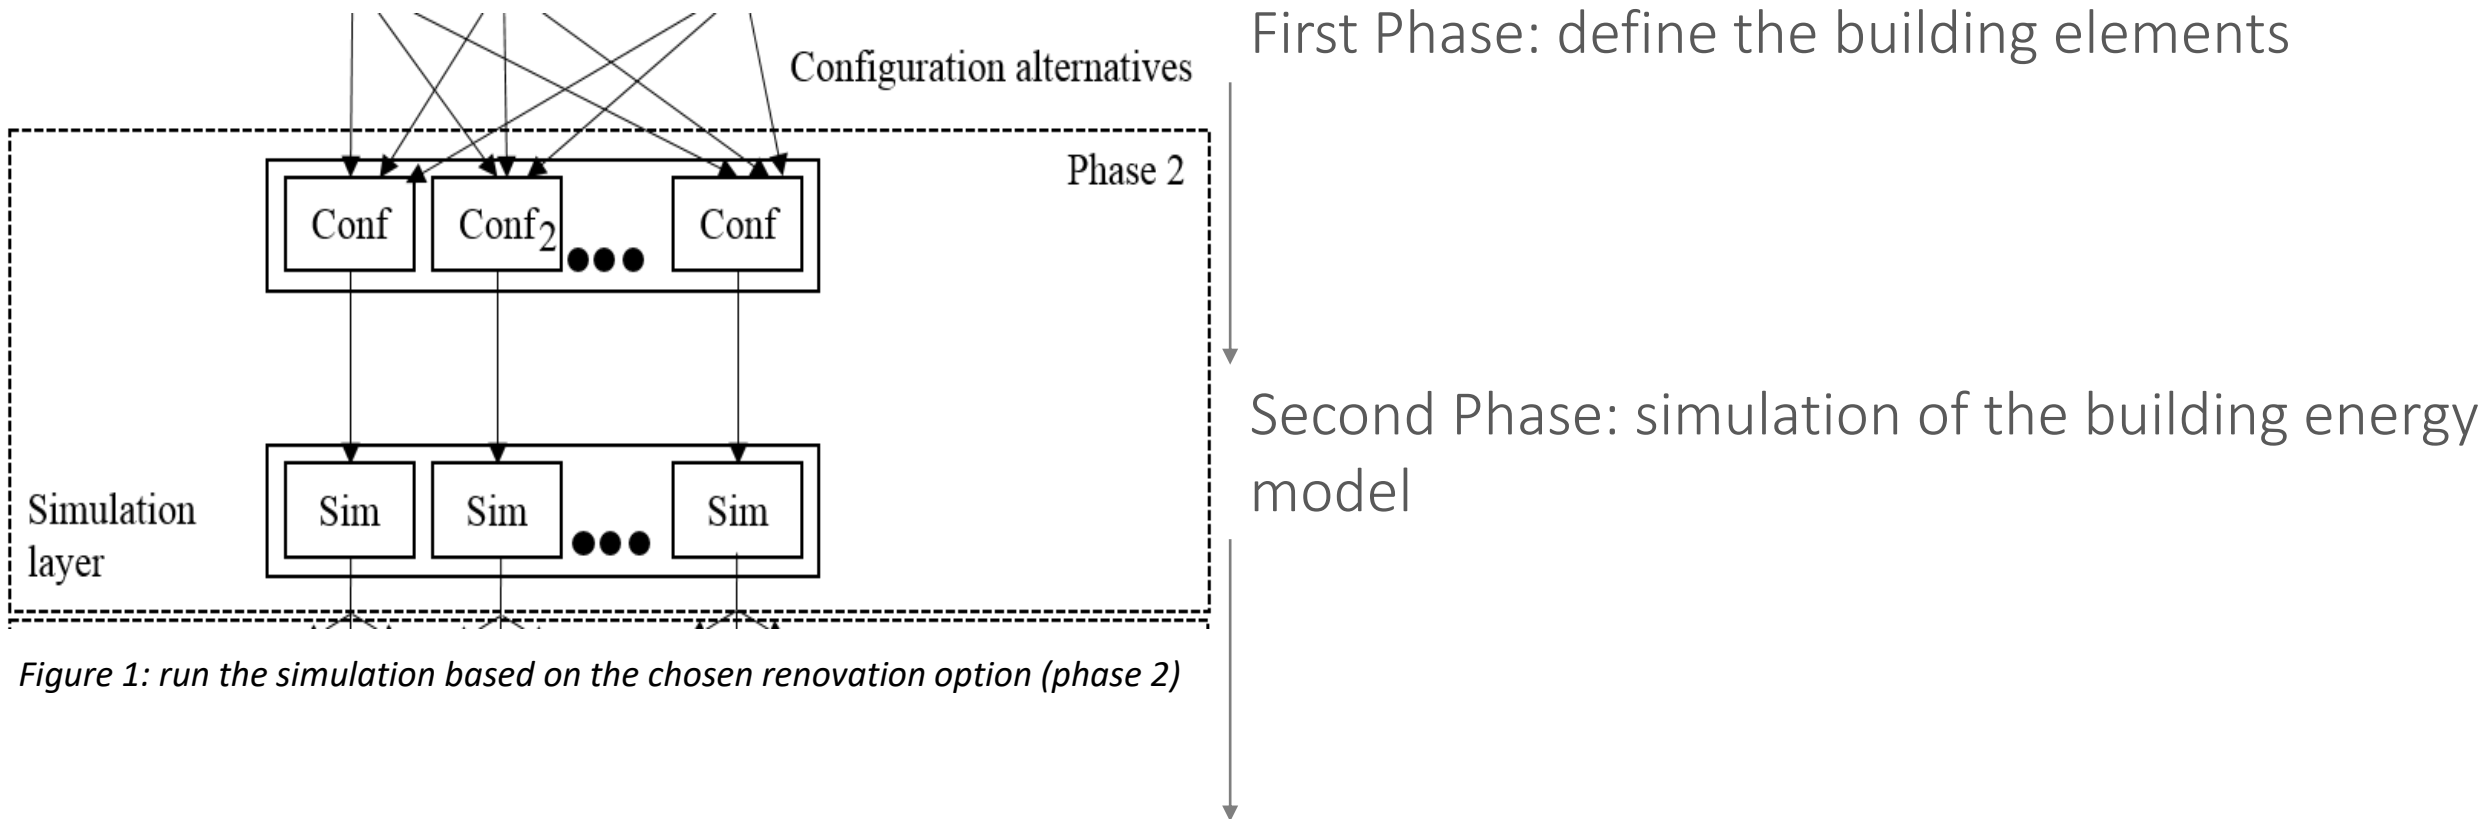 Configuration alternatives
Phase 2
Conf
Conf2
Conf
Sim
Sim
Sim
Simulation
layer
Figure 1: run the simulation based on the chosen renovation option (phase 2)
First Phase: define the building elements
Second Phase: simulation of the building energy
model